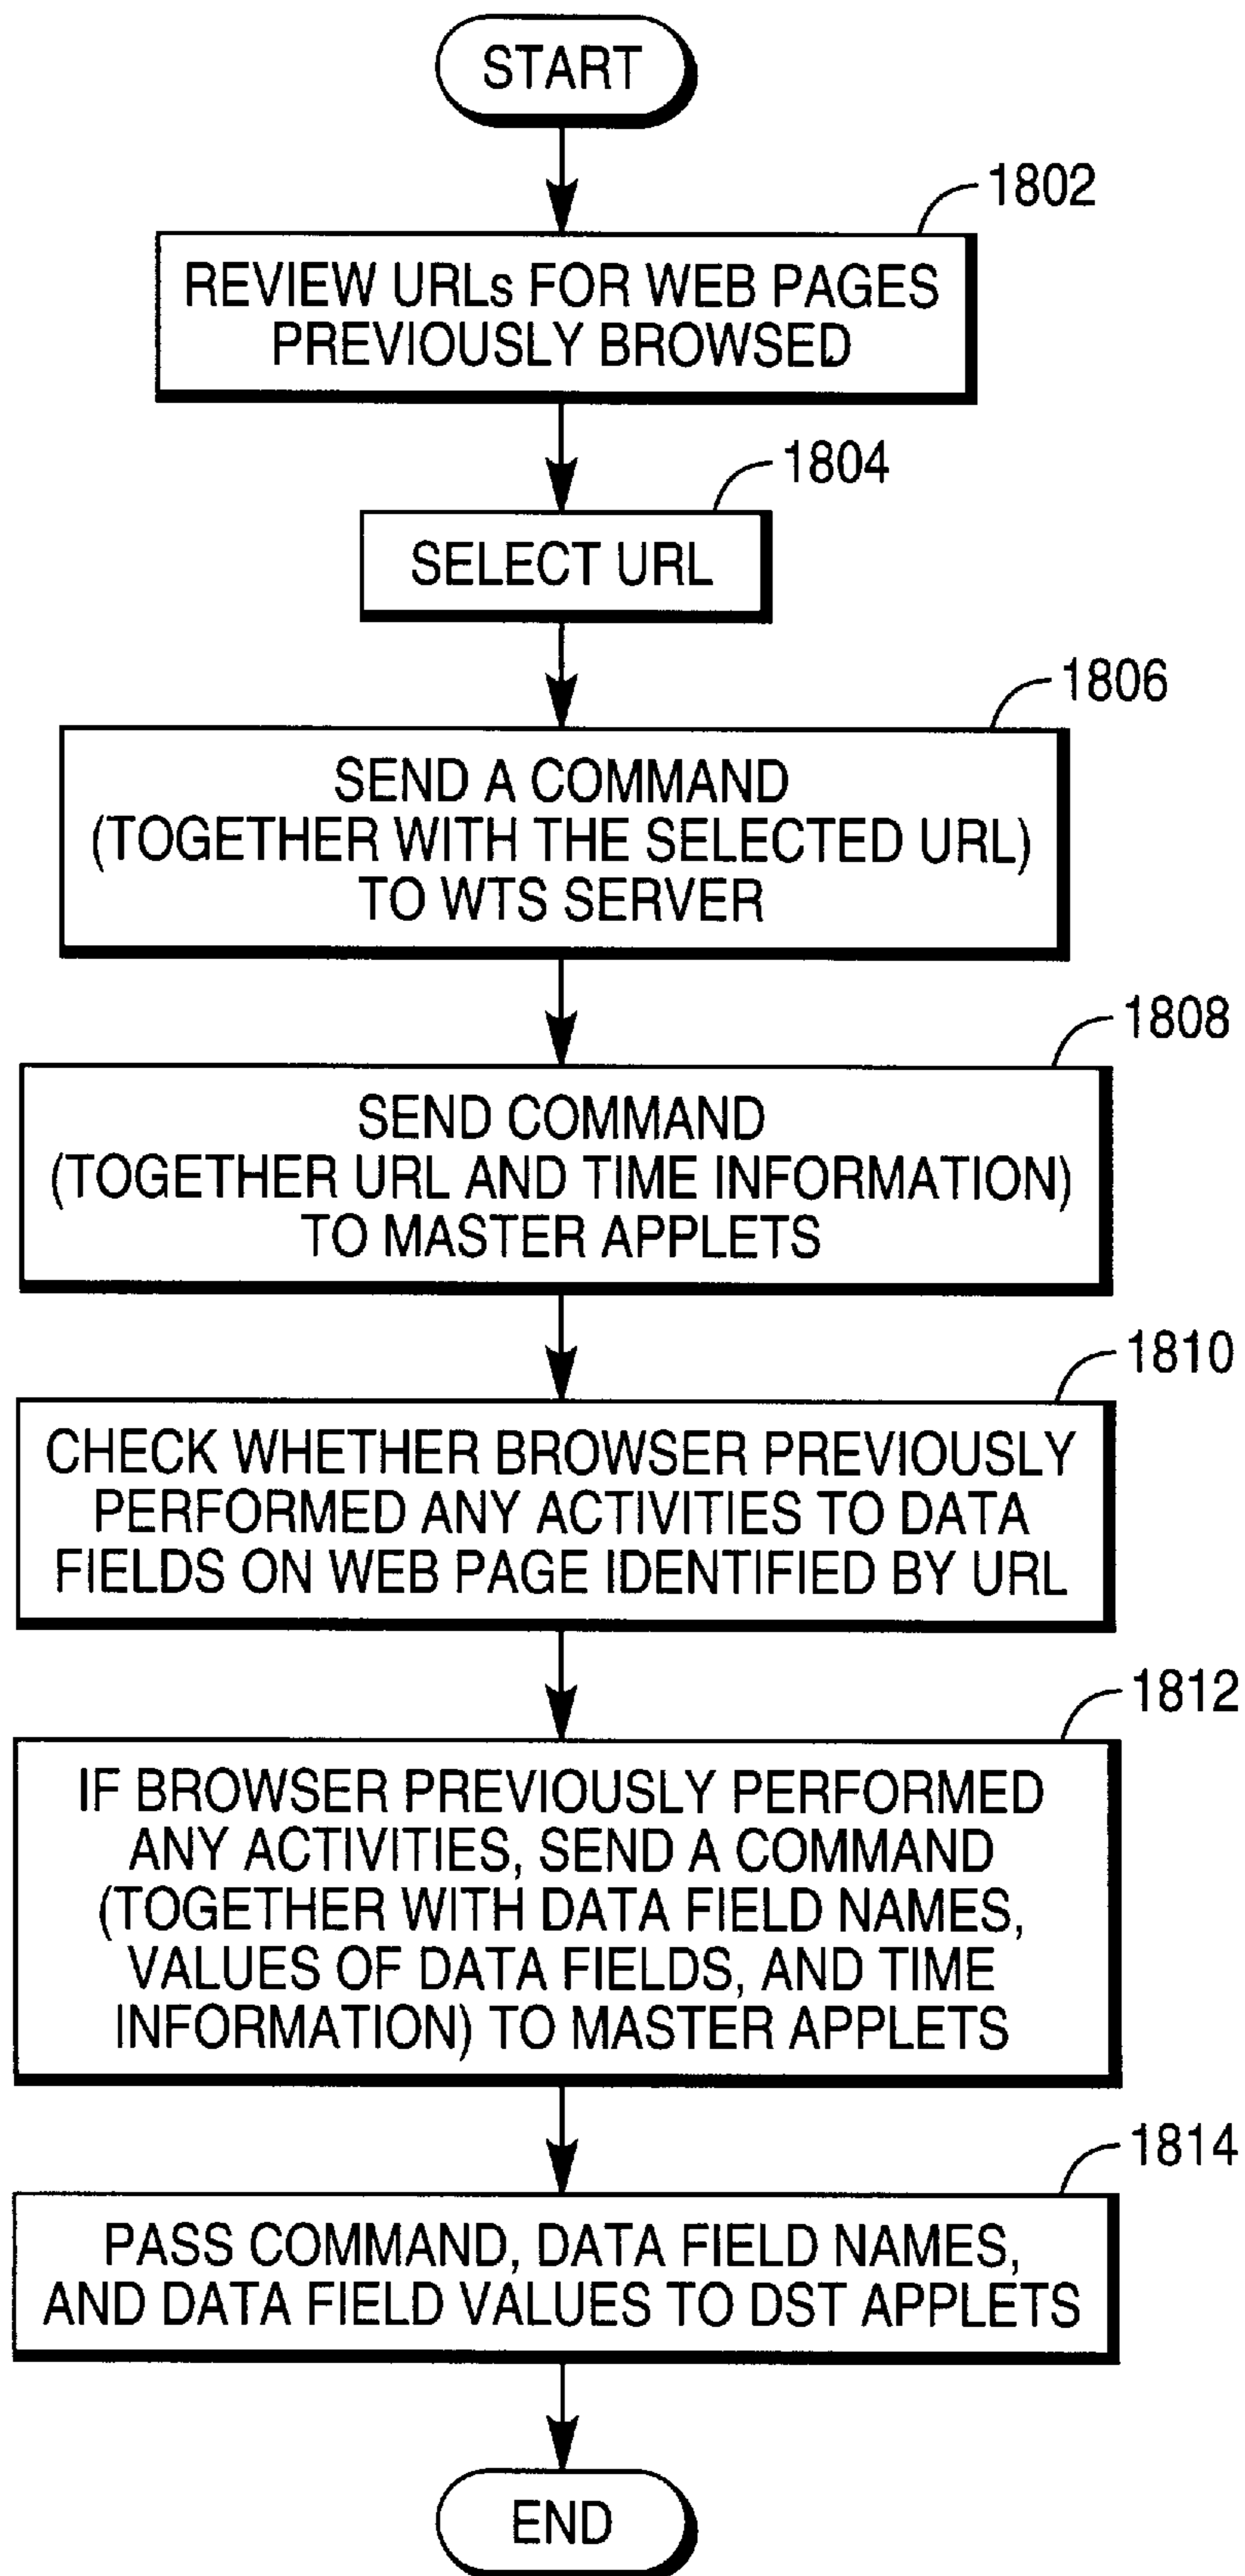 START
1802
REVIEW URLs FOR WEB PAGES
PREVIOUSLY BROWSED
1804
SELECT URL
1806
SEND A COMMAND
(TOGETHER WITH THE SELECTED URL)
TO WTS SERVER
1808
SEND COMMAND
(TOGETHER URL AND TIME INFORMATION)
TO MASTER APPLETS
1810
CHECK WHETHER BROWSER PREVIOUSLY
PERFORMED ANY ACTIVITIES TO DATA
FIELDS ON WEB PAGE IDENTIFIED BY URL
1812
IF BROWSER PREVIOUSLY PERFORMED
ANY ACTIVITIES, SEND A COMMAND
(TOGETHER WITH DATA FIELD NAMES,
VALUES OF DATA FIELDS, AND TIME
INFORMATION) TO MASTER APPLETS
1814
PASS COMMAND, DATA FIELD NAMES,
AND DATA FIELD VALUES TO DST APPLETS
END